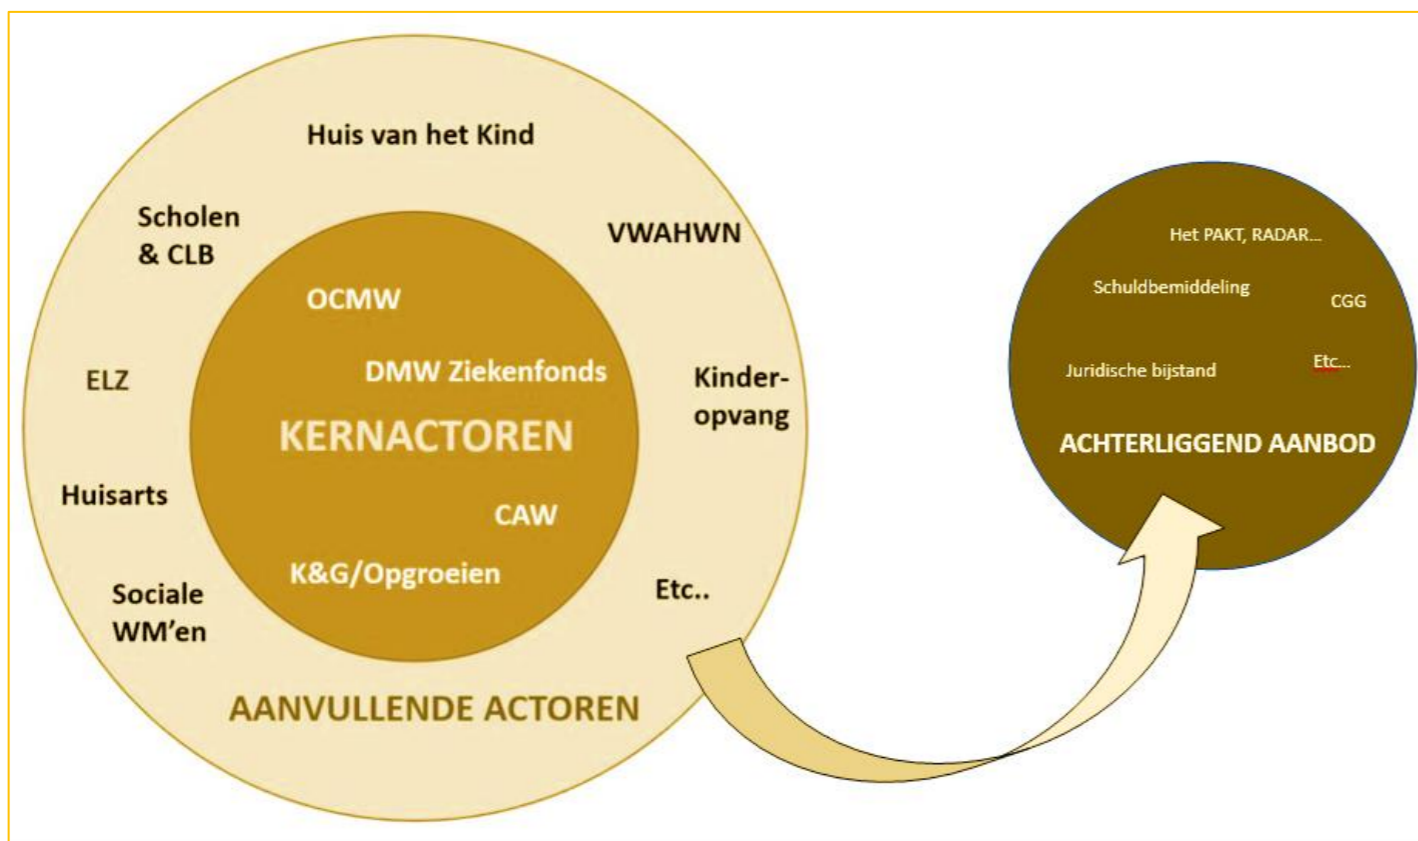 Huis van het Kind
Scholen
& CLB
VWAHWN
OCMW
DMW Ziekenfonds
ELZ
Kinder-
opvang
KERNACTOREN
Huisarts
CAW
K&G/Opgroeien
Sociale
WM'en
Etc..
AANVULLENDE ACTOREN
Het PAKT, RADAR...
Schuldbemiddeling
CGG
Juridische bijstand
Etc...
ACHTERLIGGEND AANBOD